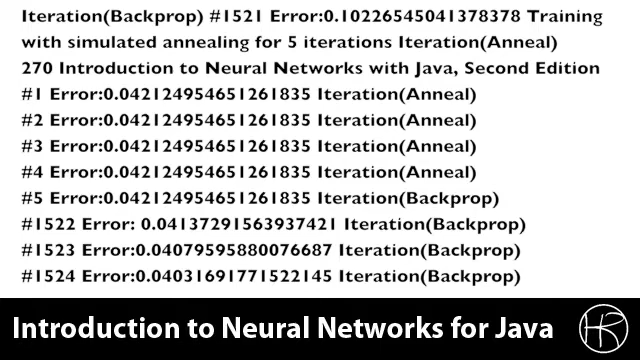 Iteration(Backprop) #1521 Error:0.10226545041378378 Training
with simulated annealing for 5 iterations Iteration(Anneal)
270 Introduction to Neural Networks with Java, Second Edition
#1 Error:0.042124954651261835 Iteration(Anneal)
#2 Error:0.042124954651261835 Iteration(Anneal)
#3 Error:0.042124954651261835 Iteration(Anneal)
#4 Error:0.042124954651261835 Iteration(Anneal)
#5 Error:0.042124954651261835 Iteration(Backprop)
#1522 Error: 0.04137291563937421 Iteration(Backprop)
#1523 Error:0.04079595880076687 Iteration(Backprop)
#1524 Error:0.04031691771522145 Iteration(Backprop)
Introduction to Neural Networks for Java